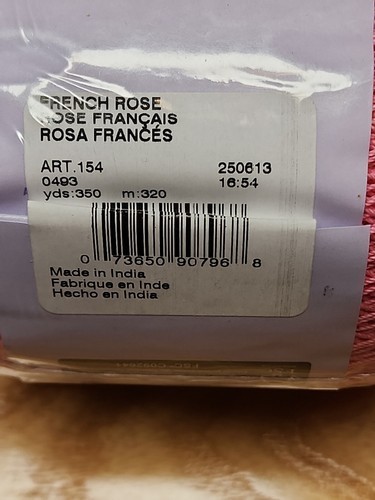 FRENCH ROSE
ROSE FRANÇAIS
ROSA FRANCÉS
ART.154 250613
0493 16:54
yds:350 m:320
0 73650 90796 8
Made in India
Fabrique en Inde
Hecho en India